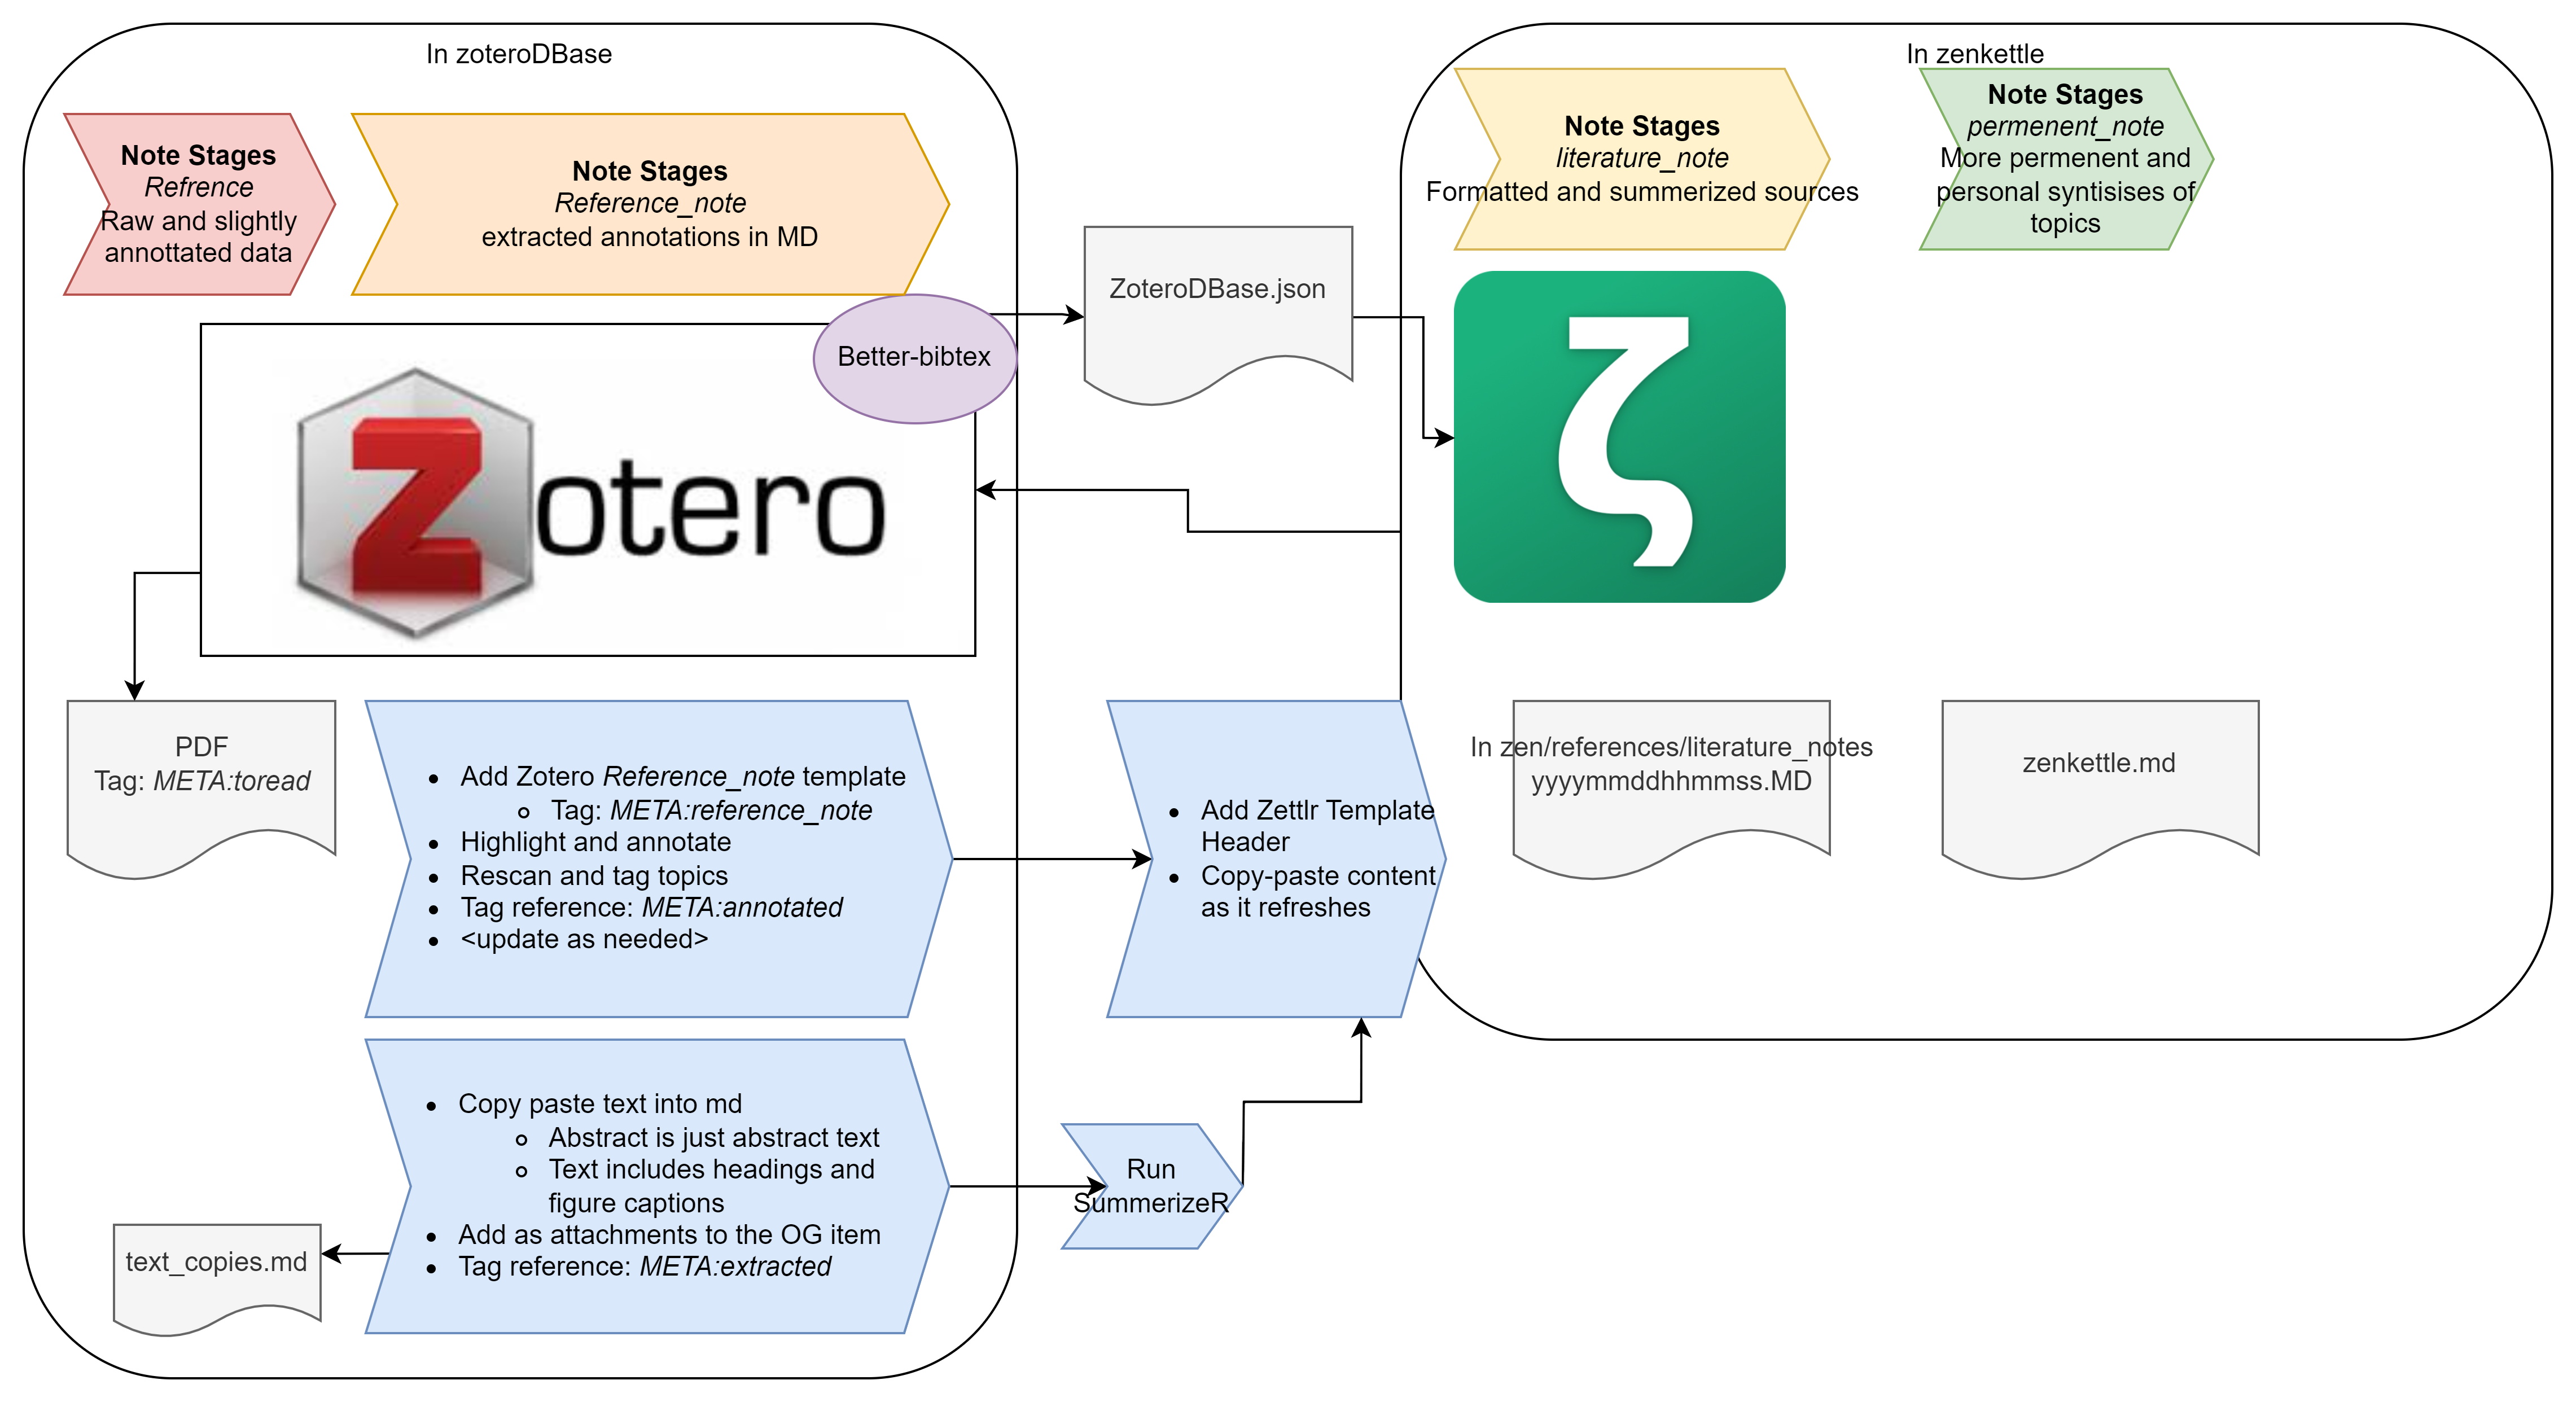 In zoteroDBase
Note Stages
Refrence
Raw and slightly
annottated data
Note Stages
Reference_note
extracted annotations in MD
Better-bibtex
Zotero
ZoteroDBase.json
In zenkettle
Note Stages
literature_note
Formatted and summerized sources
Note Stages
permenent_note
More permenent and
personal syntisises of
topics
ζ
PDF
Tag: META:toread
• Add Zotero Reference_note template
○ Tag: META:reference_note
• Highlight and annotate
• Rescan and tag topics
• Tag reference: META:annotated
• <update as needed>
• Add Zettlr Template
Header
• Copy-paste content
as it refreshes
In zen/references/literature_notes
yyyymmddhhmmss.MD
zenkettle.md
• Copy paste text into md
○ Abstract is just abstract text
○ Text includes headings and
figure captions
• Add as attachments to the OG item
• Tag reference: META:extracted
text_copies.md
Run
SummerizeR